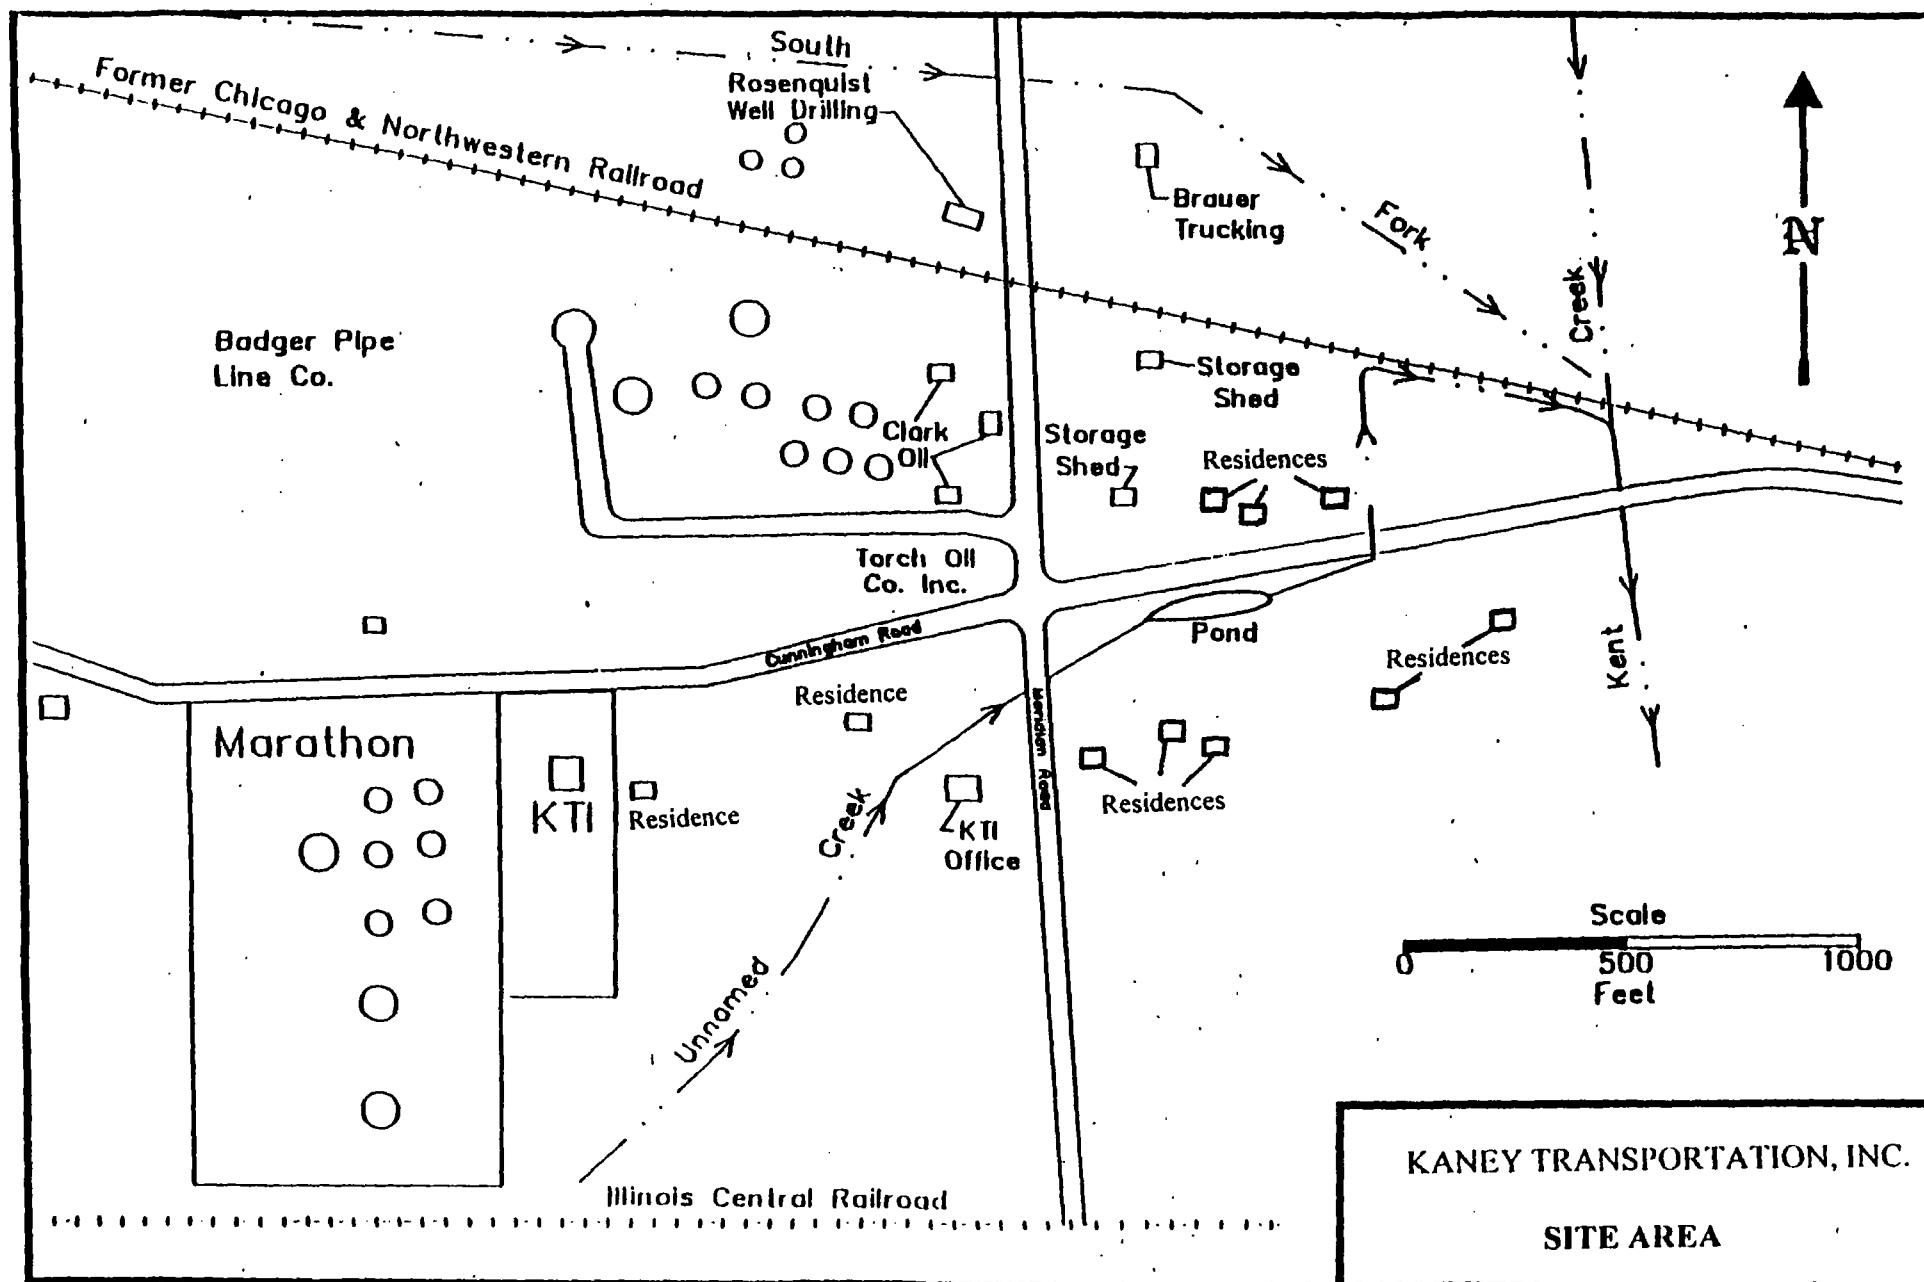 South
Former Chicago & Northwestern Railroad
Rosenquist
Well Drilling
Brauer
Trucking
Fork
Creek
N
Badger Pipe
Line Co.
Storage
Shed
Clark
Oil
Storage
Shed
Residences
Torch Oil
Co. Inc.
Cunningham Road
Pond
Residences
Kent
Residence
Marathon
Meridian Road
KTI
Residence
Creek
KTI
Office
Residences
Scale
0 500 1000
Feet
Unnamed
Illinois Central Railroad
KANEY TRANSPORTATION, INC.
SITE AREA